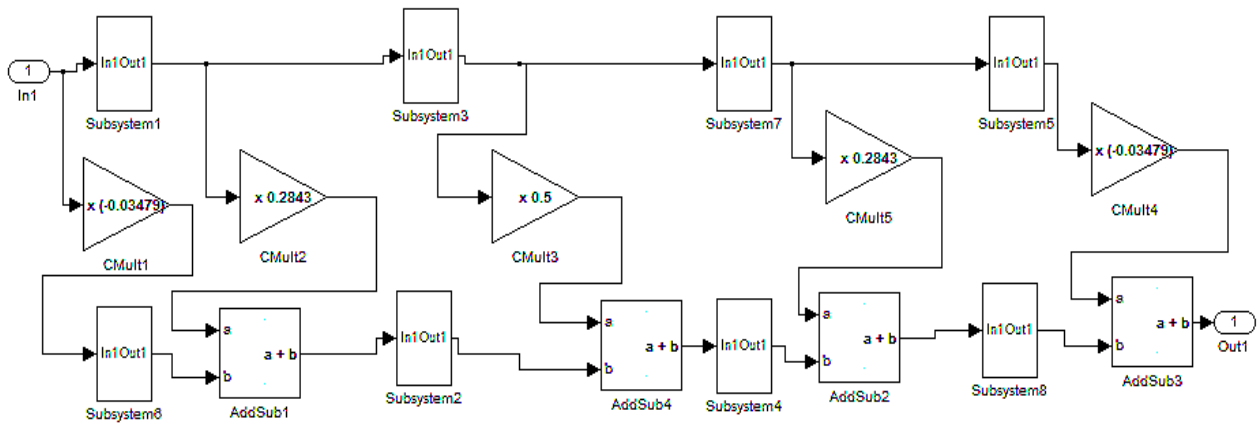 1
In1
In1Out1
Subsystem1
In1Out1
Subsystem3
In1Out1
Subsystem7
In1Out1
Subsystem5
x (-0.03479)
CMult1
x 0.2843
CMult2
x 0.5
CMult3
x 0.2843
CMult5
x (-0.03479)
CMult4
In1Out1
Subsystem6
a
b
a + b
AddSub1
In1Out1
Subsystem2
a
b
a + b
AddSub4
In1Out1
Subsystem4
a
b
a + b
AddSub2
In1Out1
Subsystem8
a
b
a + b
AddSub3
1
Out1